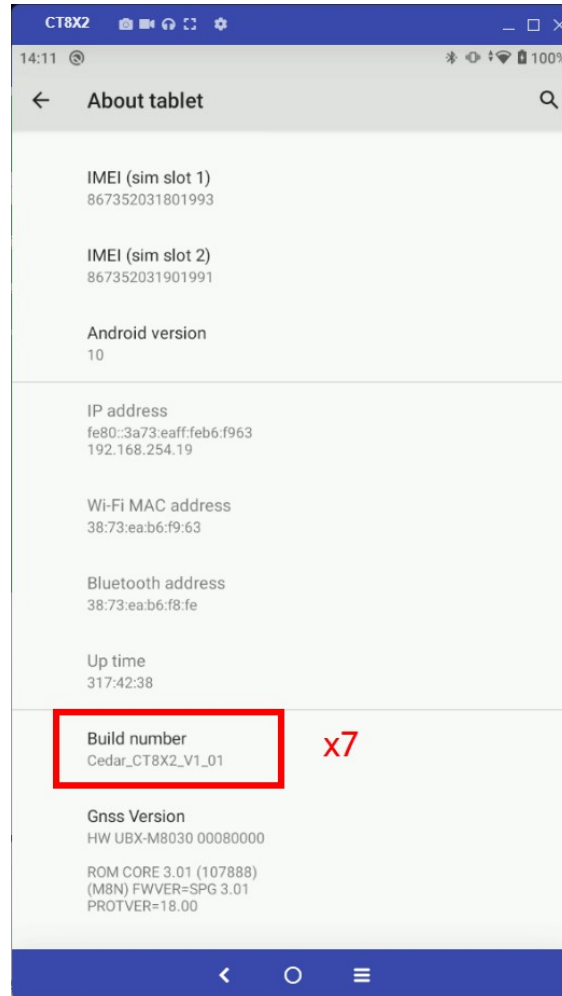 CT8X2
14:11
100%
About tablet
IMEI (sim slot 1)
867352031801993
IMEI (sim slot 2)
867352031901991
Android version
10
IP address
fe80::3a73:eaff:feb6:f963
192.168.254.19
Wi-Fi MAC address
38:73:ea:b6:f9:63
Bluetooth address
38:73:ea:b6:f8:fe
Up time
317:42:38
Build number
Cedar_CT8X2_V1_01
x7
Gnss Version
HW UBX-M8030 00080000
ROM CORE 3.01 (107888)
(M8N) FWVER=SPG 3.01
PROTVER=18.00